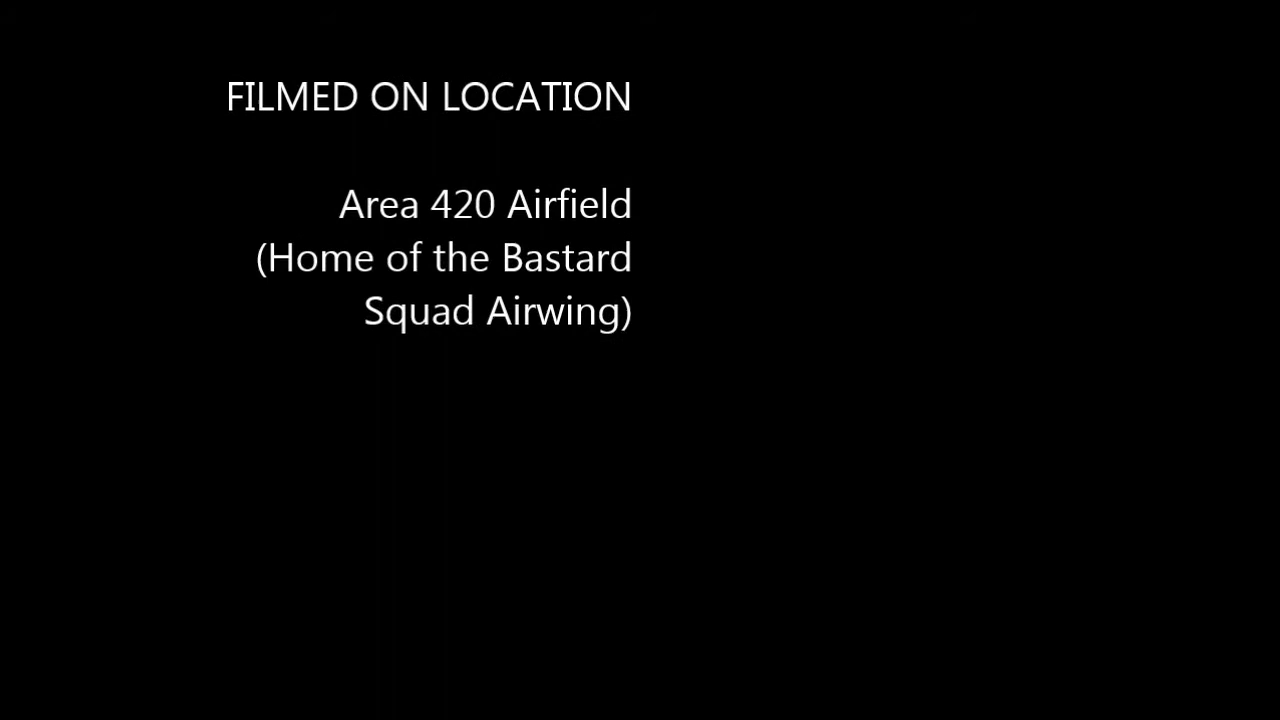 FILMED ON LOCATION
Area 420 Airfield
(Home of the Bastard
Squad Airwing)